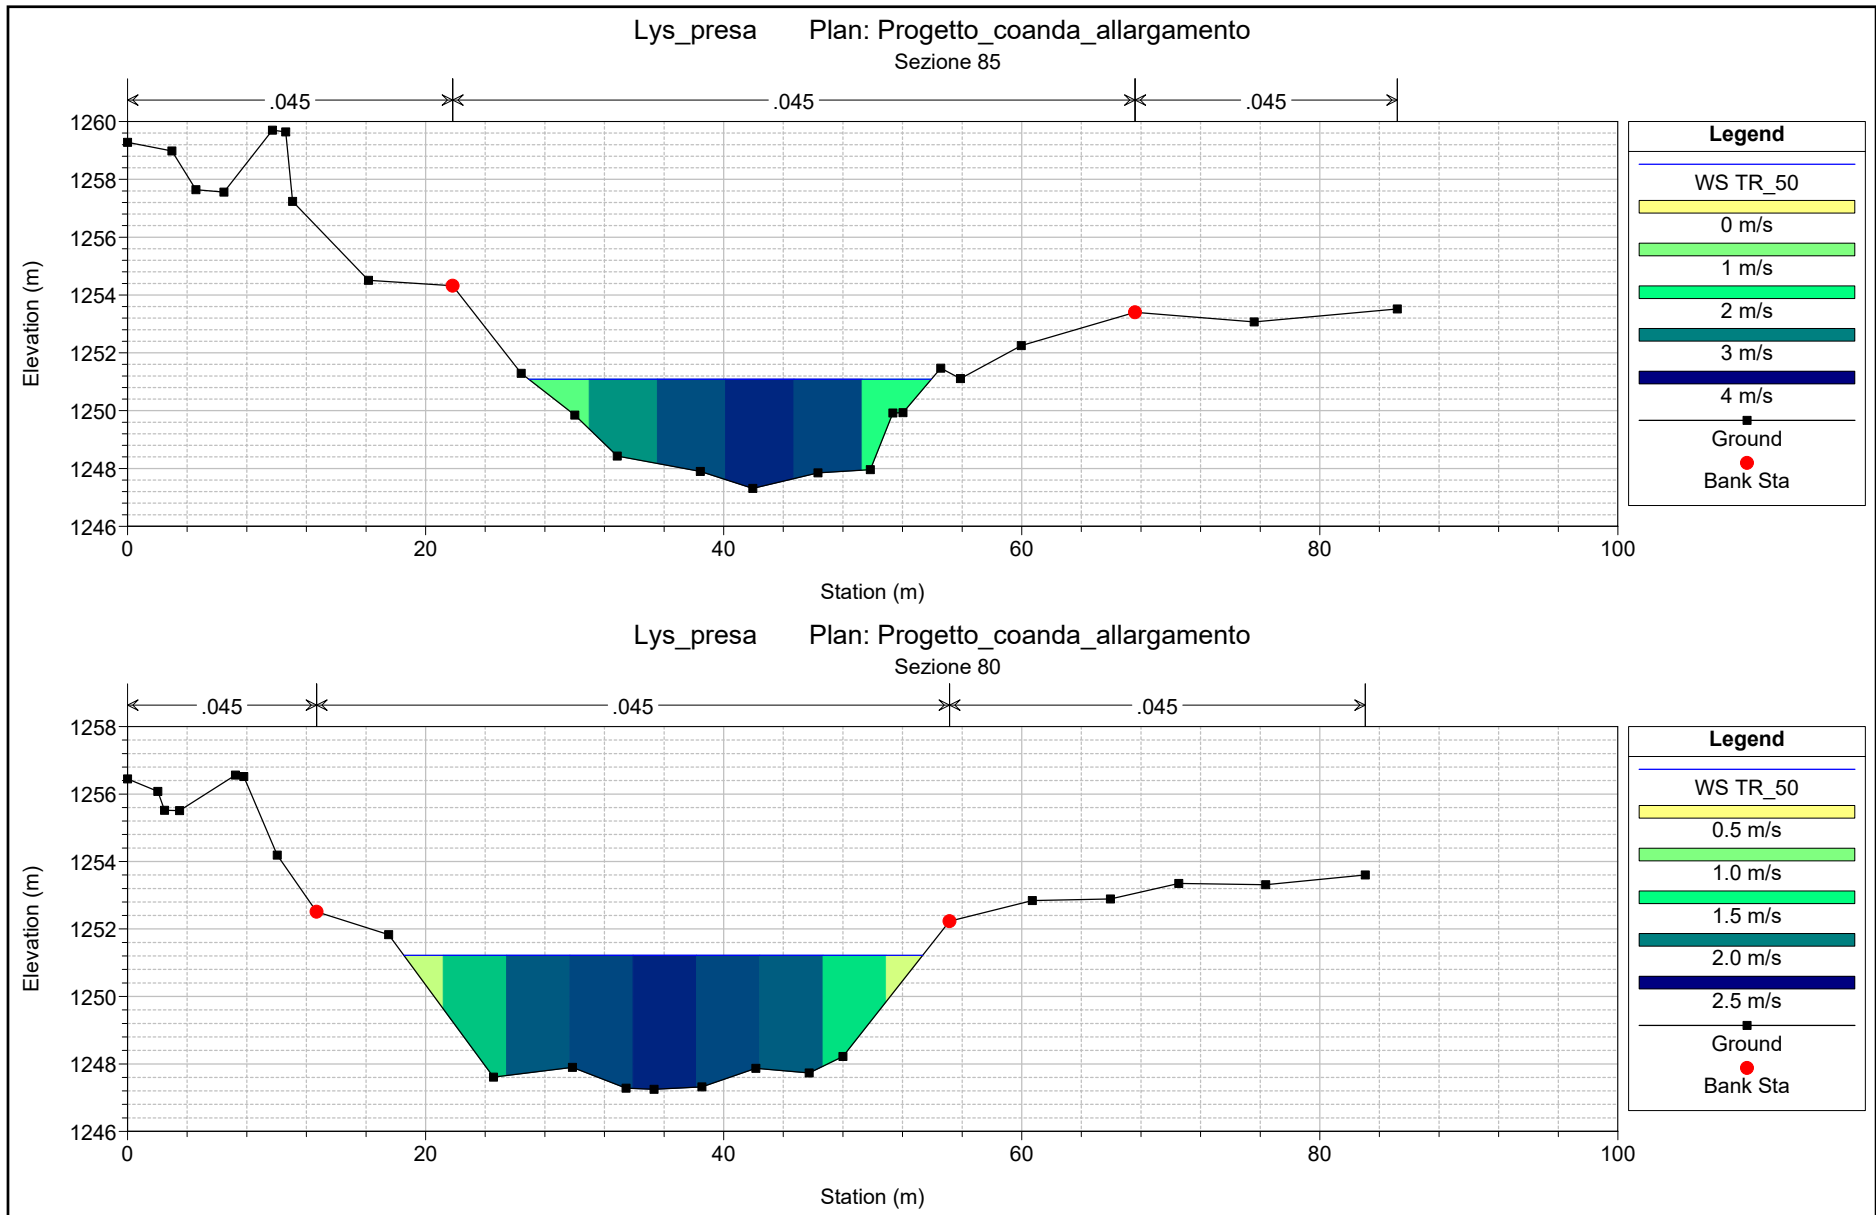 Lys_presa Plan: Progetto_coanda_allargamento
Sezione 85
.045 .045 .045
1260
1258
1256
1254
1252
1250
1248
1246
Elevation (m)
0 20 40 60 80 100
Station (m)
Legend
WS TR_50
0 m/s
1 m/s
2 m/s
3 m/s
4 m/s
Ground
Bank Sta
Lys_presa Plan: Progetto_coanda_allargamento
Sezione 80
.045 .045 .045
1258
1256
1254
1252
1250
1248
1246
Elevation (m)
0 20 40 60 80 100
Station (m)
Legend
WS TR_50
0.5 m/s
1.0 m/s
1.5 m/s
2.0 m/s
2.5 m/s
Ground
Bank Sta